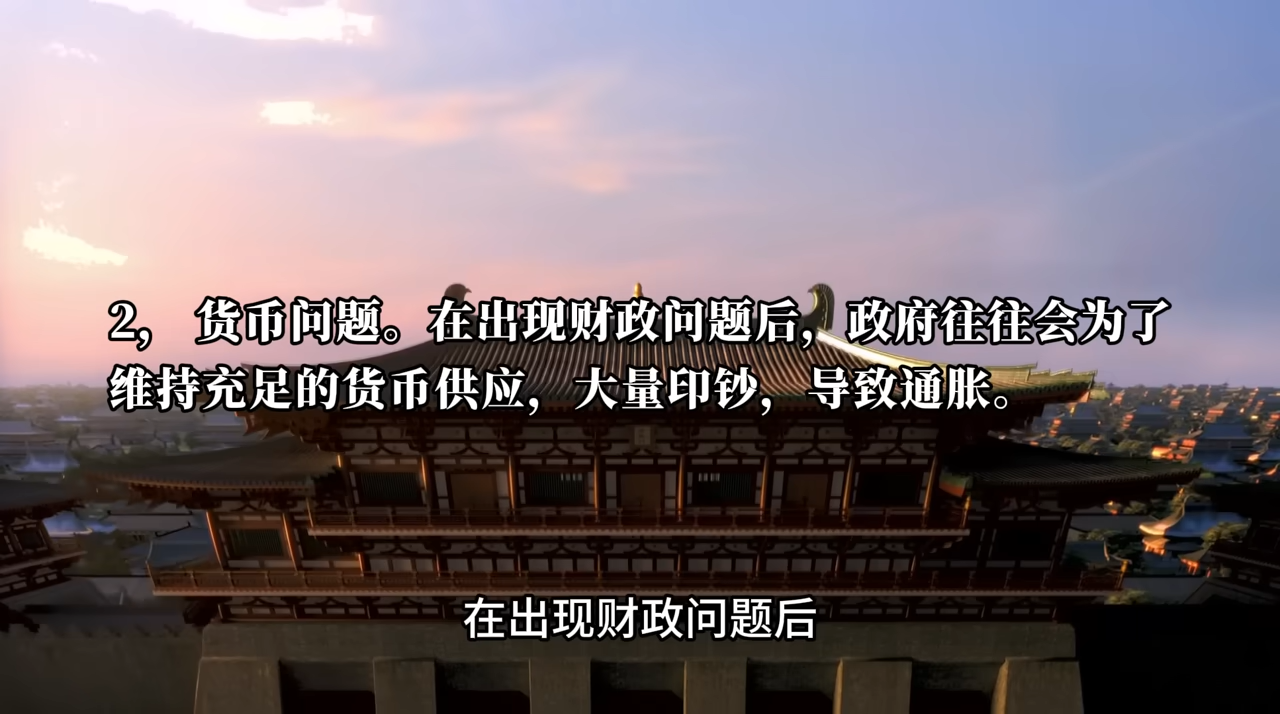 2， 货币问题。在出现财政问题后，政府往往会为了
维持充足的货币供应，大量印钞，导致通胀。
在出现财政问题后